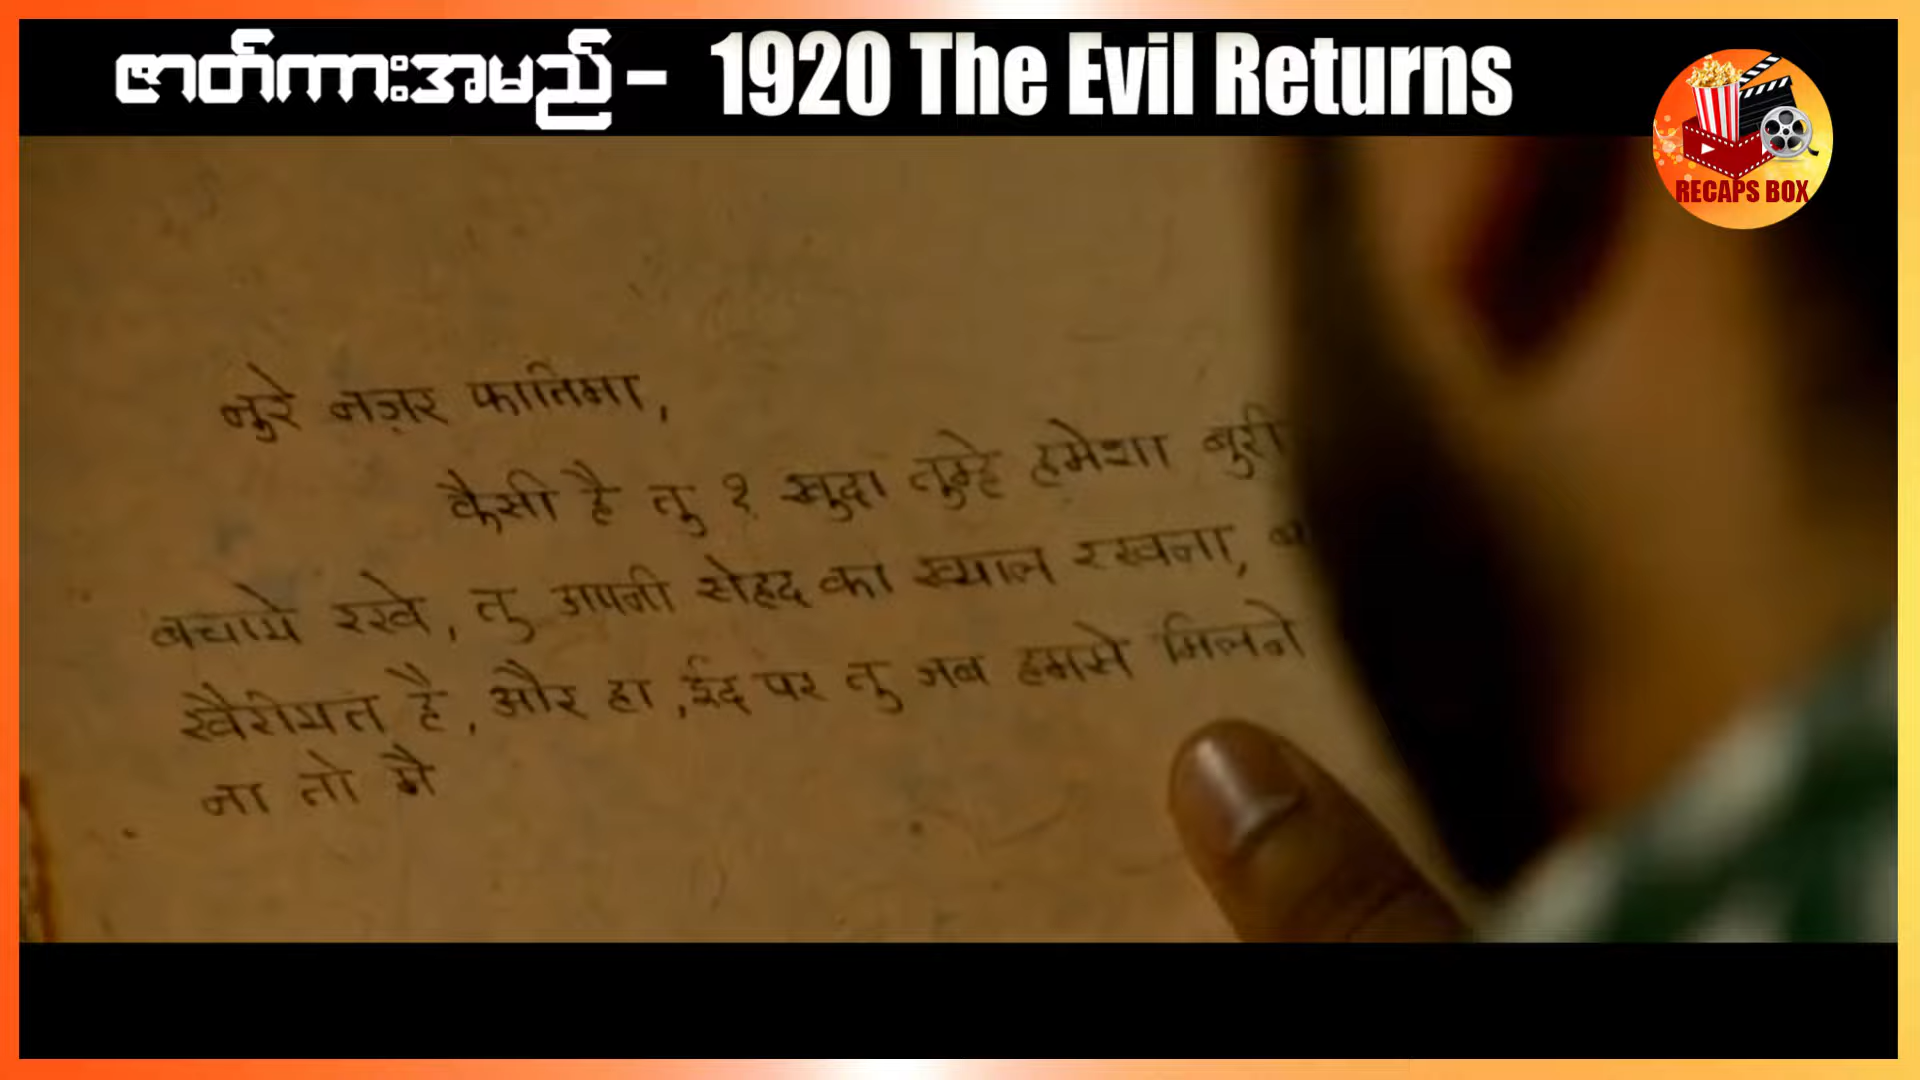 ဇာတ်ကားအမည် – 1920 The Evil Returns
RECAPS BOX
नुरे नज़र फातिमा,
कैसी है तु ? खुदा तुम्हे हमेशा बुरी
बचाये रखे, तु अपनी सेहद का ख्याल रखना,
खैरीयत है, और हा, ईद पर तु जब हमसे मिलने
ना तो मै